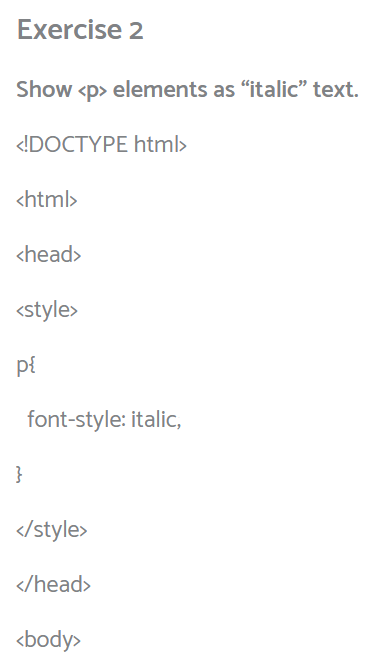 Exercise 2
Show <p> elements as “italic” text.
<!DOCTYPE html>
<html>
<head>
<style>
p{
font-style: italic,
}
</style>
</head>
<body>